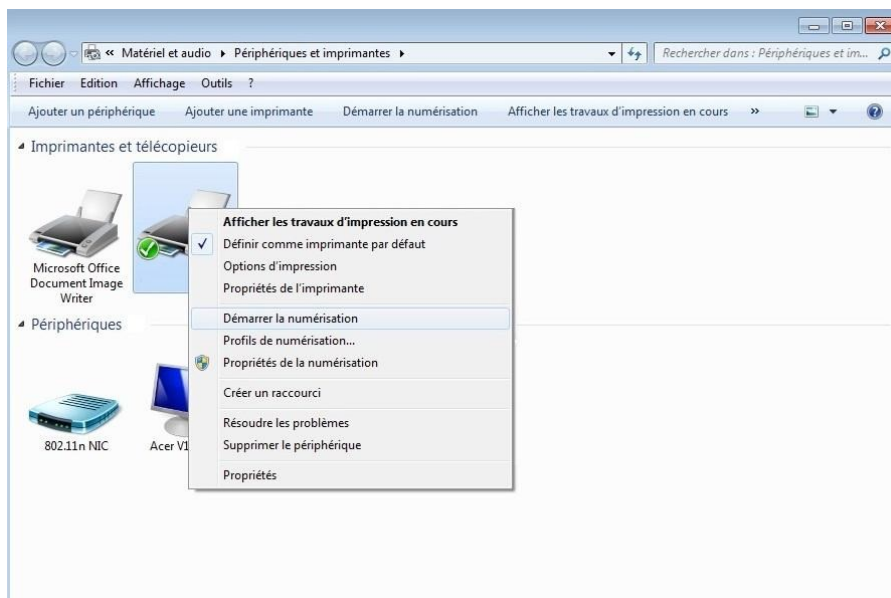 « Matériel et audio ▸ Périphériques et imprimantes ▸
Rechercher dans : Périphériques et im...
Fichier Edition Affichage Outils ?
Ajouter un périphérique Ajouter une imprimante Démarrer la numérisation Afficher les travaux d'impression en cours »
Imprimantes et télécopieurs
Microsoft Office
Document Image
Writer
Afficher les travaux d'impression en cours
Définir comme imprimante par défaut
Options d'impression
Propriétés de l'imprimante
Démarrer la numérisation
Profils de numérisation...
Propriétés de la numérisation
Créer un raccourci
Résoudre les problèmes
Supprimer le périphérique
Propriétés
Périphériques
802.11n NIC
Acer V1